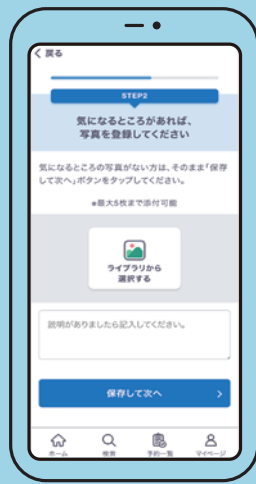 戻る
STEP2
気になるところがあれば、
写真を登録してください
気になるところの写真がない方は、そのまま「保存
して次へ」ボタンをタップしてください。
※最大5枚まで添付可能
ライブラリから
選択する
説明がありましたら記入してください。
保存して次へ
ホーム
検索
予約一覧
マイページ